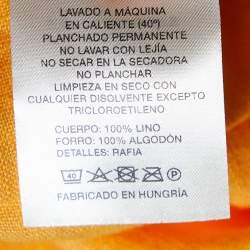 LAVADO A MÁQUINA
EN CALIENTE (40º)
PLANCHADO PERMANENTE
NO LAVAR CON LEJÍA
NO SECAR EN LA SECADORA
NO PLANCHAR
LIMPIEZA EN SECO CON
CUALQUIER DISOLVENTE EXCEPTO
TRICLOROETILENO
CUERPO: 100% LINO
FORRO: 100% ALGODÓN
DETALLES: RAFIA
40 P
FABRICADO EN HUNGRÍA